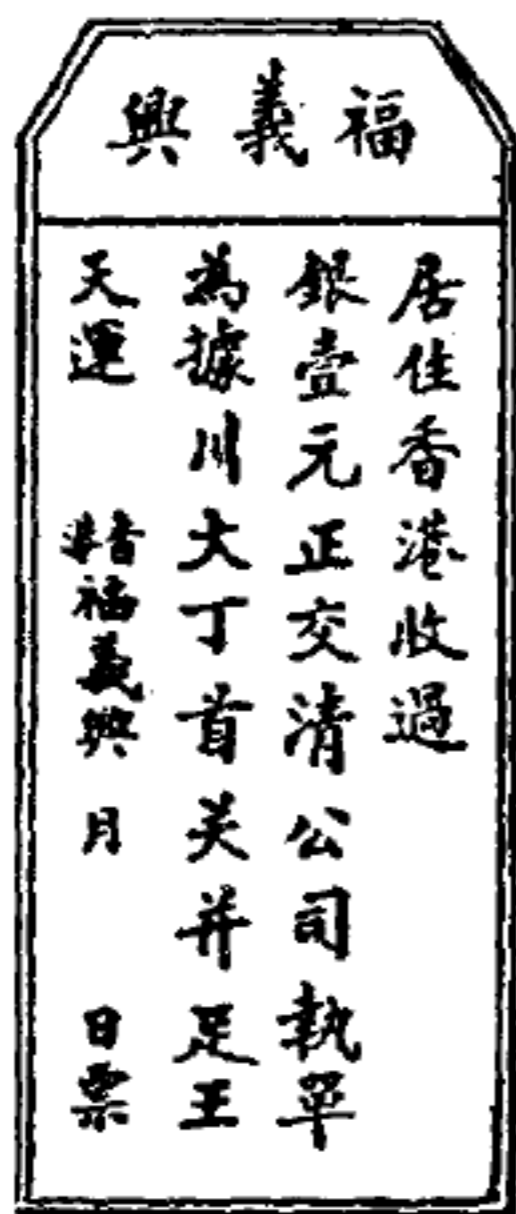 福義興
居住香港收過
銀壹元正交清公司執單
為據川大丁首关并足王
天運 福義興 月 日票